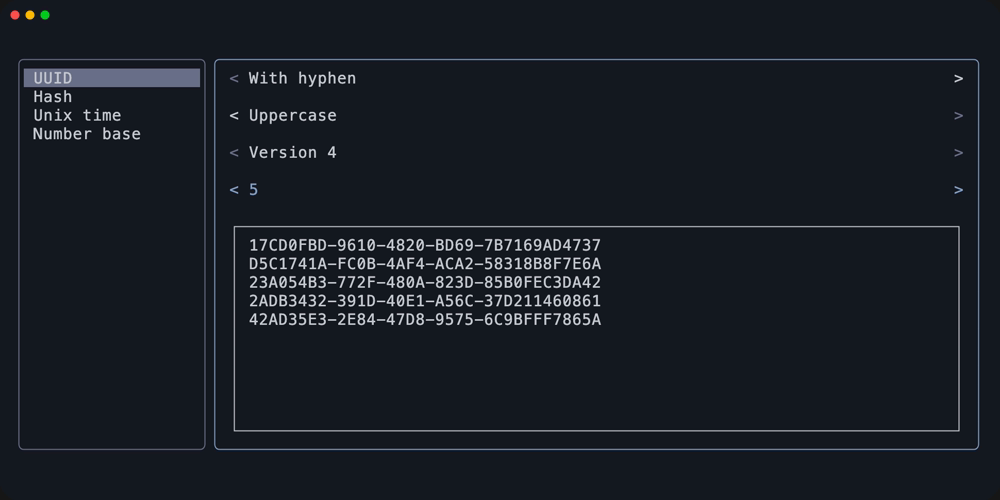 UUID
Hash
Unix time
Number base
< With hyphen >
< Uppercase >
< Version 4 >
< 5 >
17CD0FBD-9610-4820-BD69-7B7169AD4737
D5C1741A-FC0B-4AF4-ACA2-58318B8F7E6A
23A054B3-772F-480A-823D-85B0FEC3DA42
2ADB3432-391D-40E1-A56C-37D211460861
42AD35E3-2E84-47D8-9575-6C9BFFF7865A